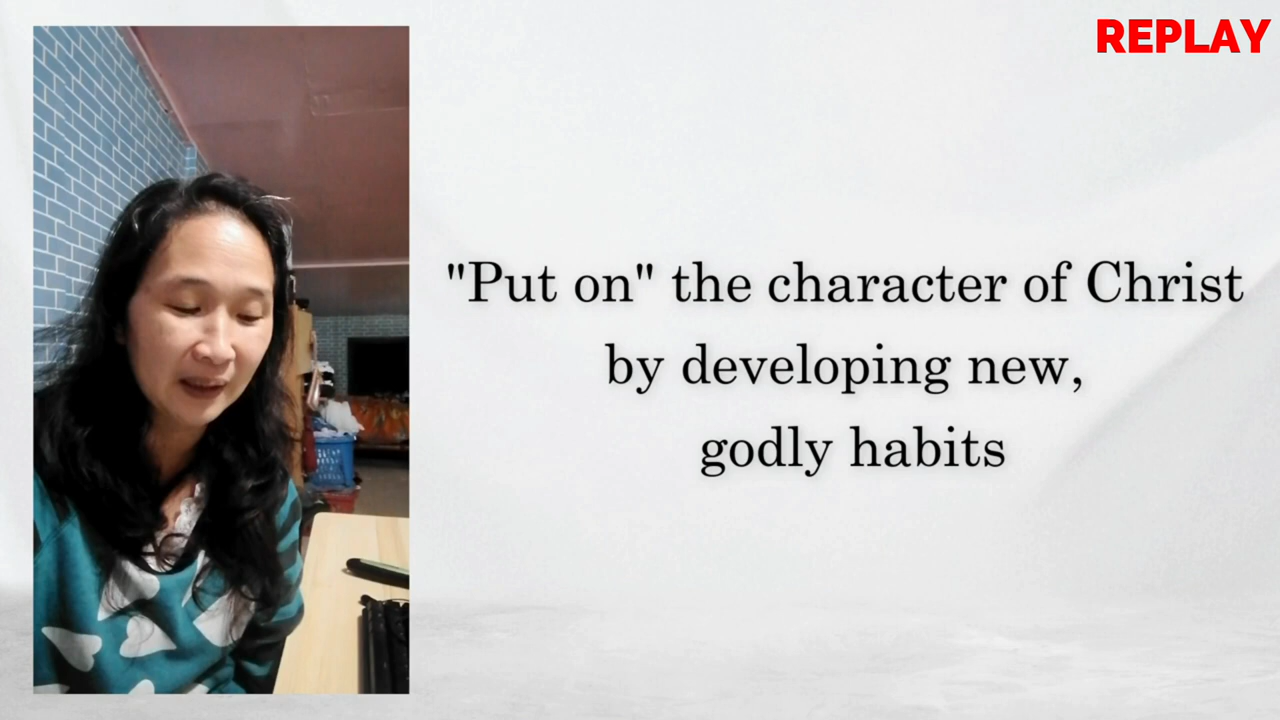 REPLAY
"Put on" the character of Christ
by developing new,
godly habits